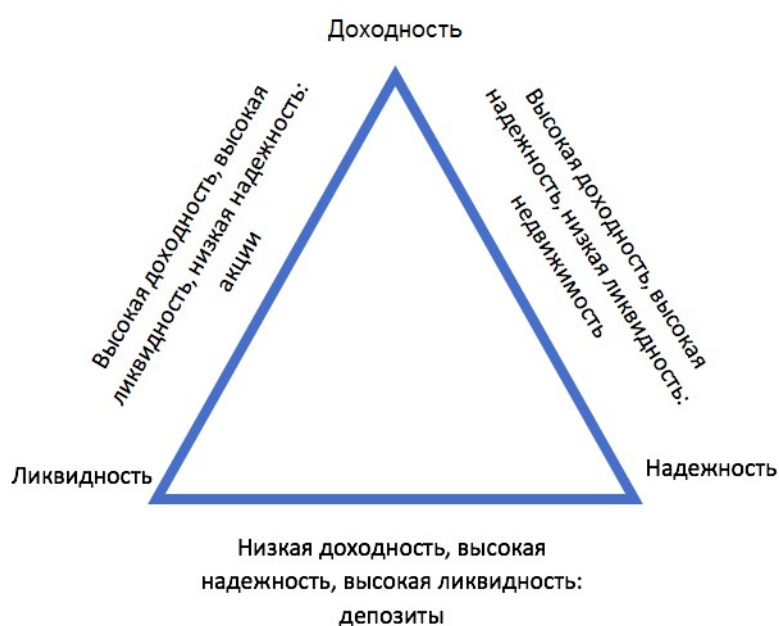 Доходность
Высокая доходность, высокая
ликвидность, низкая надежность:
акции
Высокая доходность, высокая
надежность, низкая ликвидность:
недвижимость
Ликвидность
Надежность
Низкая доходность, высокая
надежность, высокая ликвидность:
депозиты